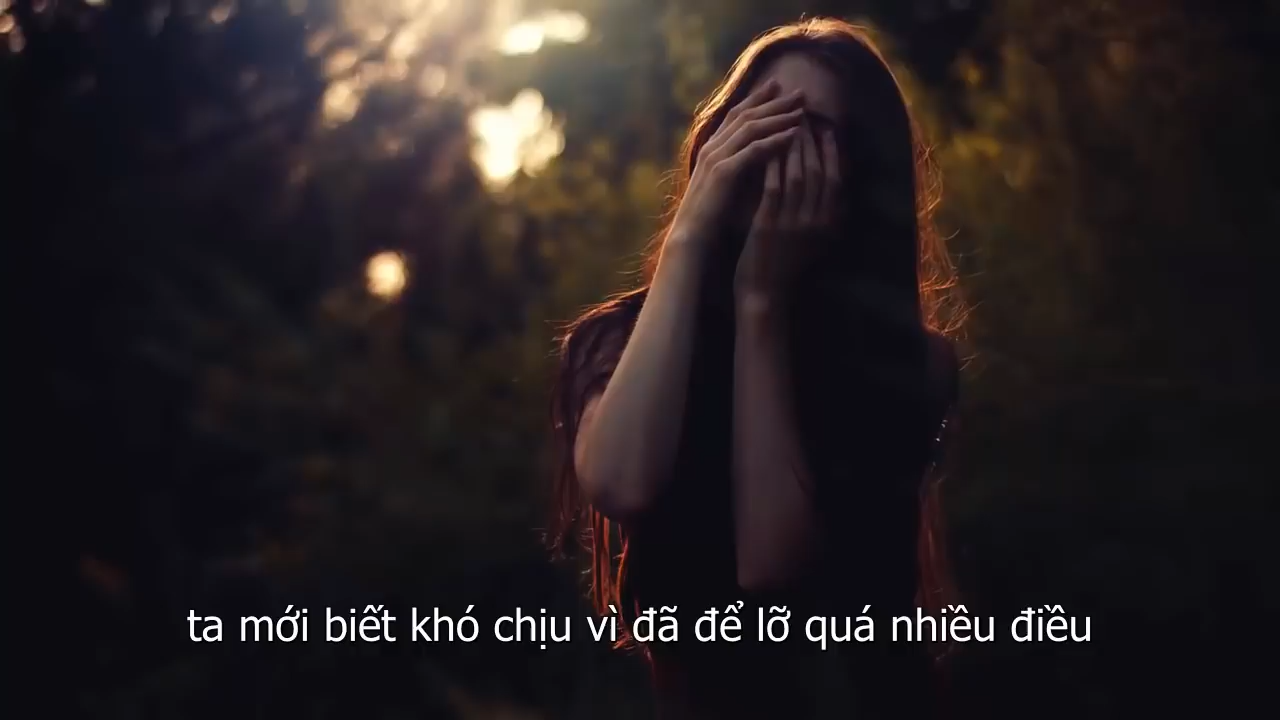 ta mới biết khó chịu vì đã để lỡ quá nhiều điều